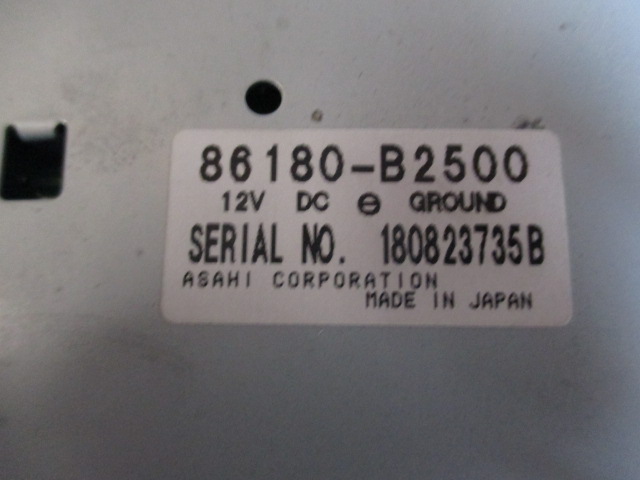 86180-B2500
12V DC ⊖ GROUND
SERIAL NO. 180823735B
ASAHI CORPORATION
MADE IN JAPAN